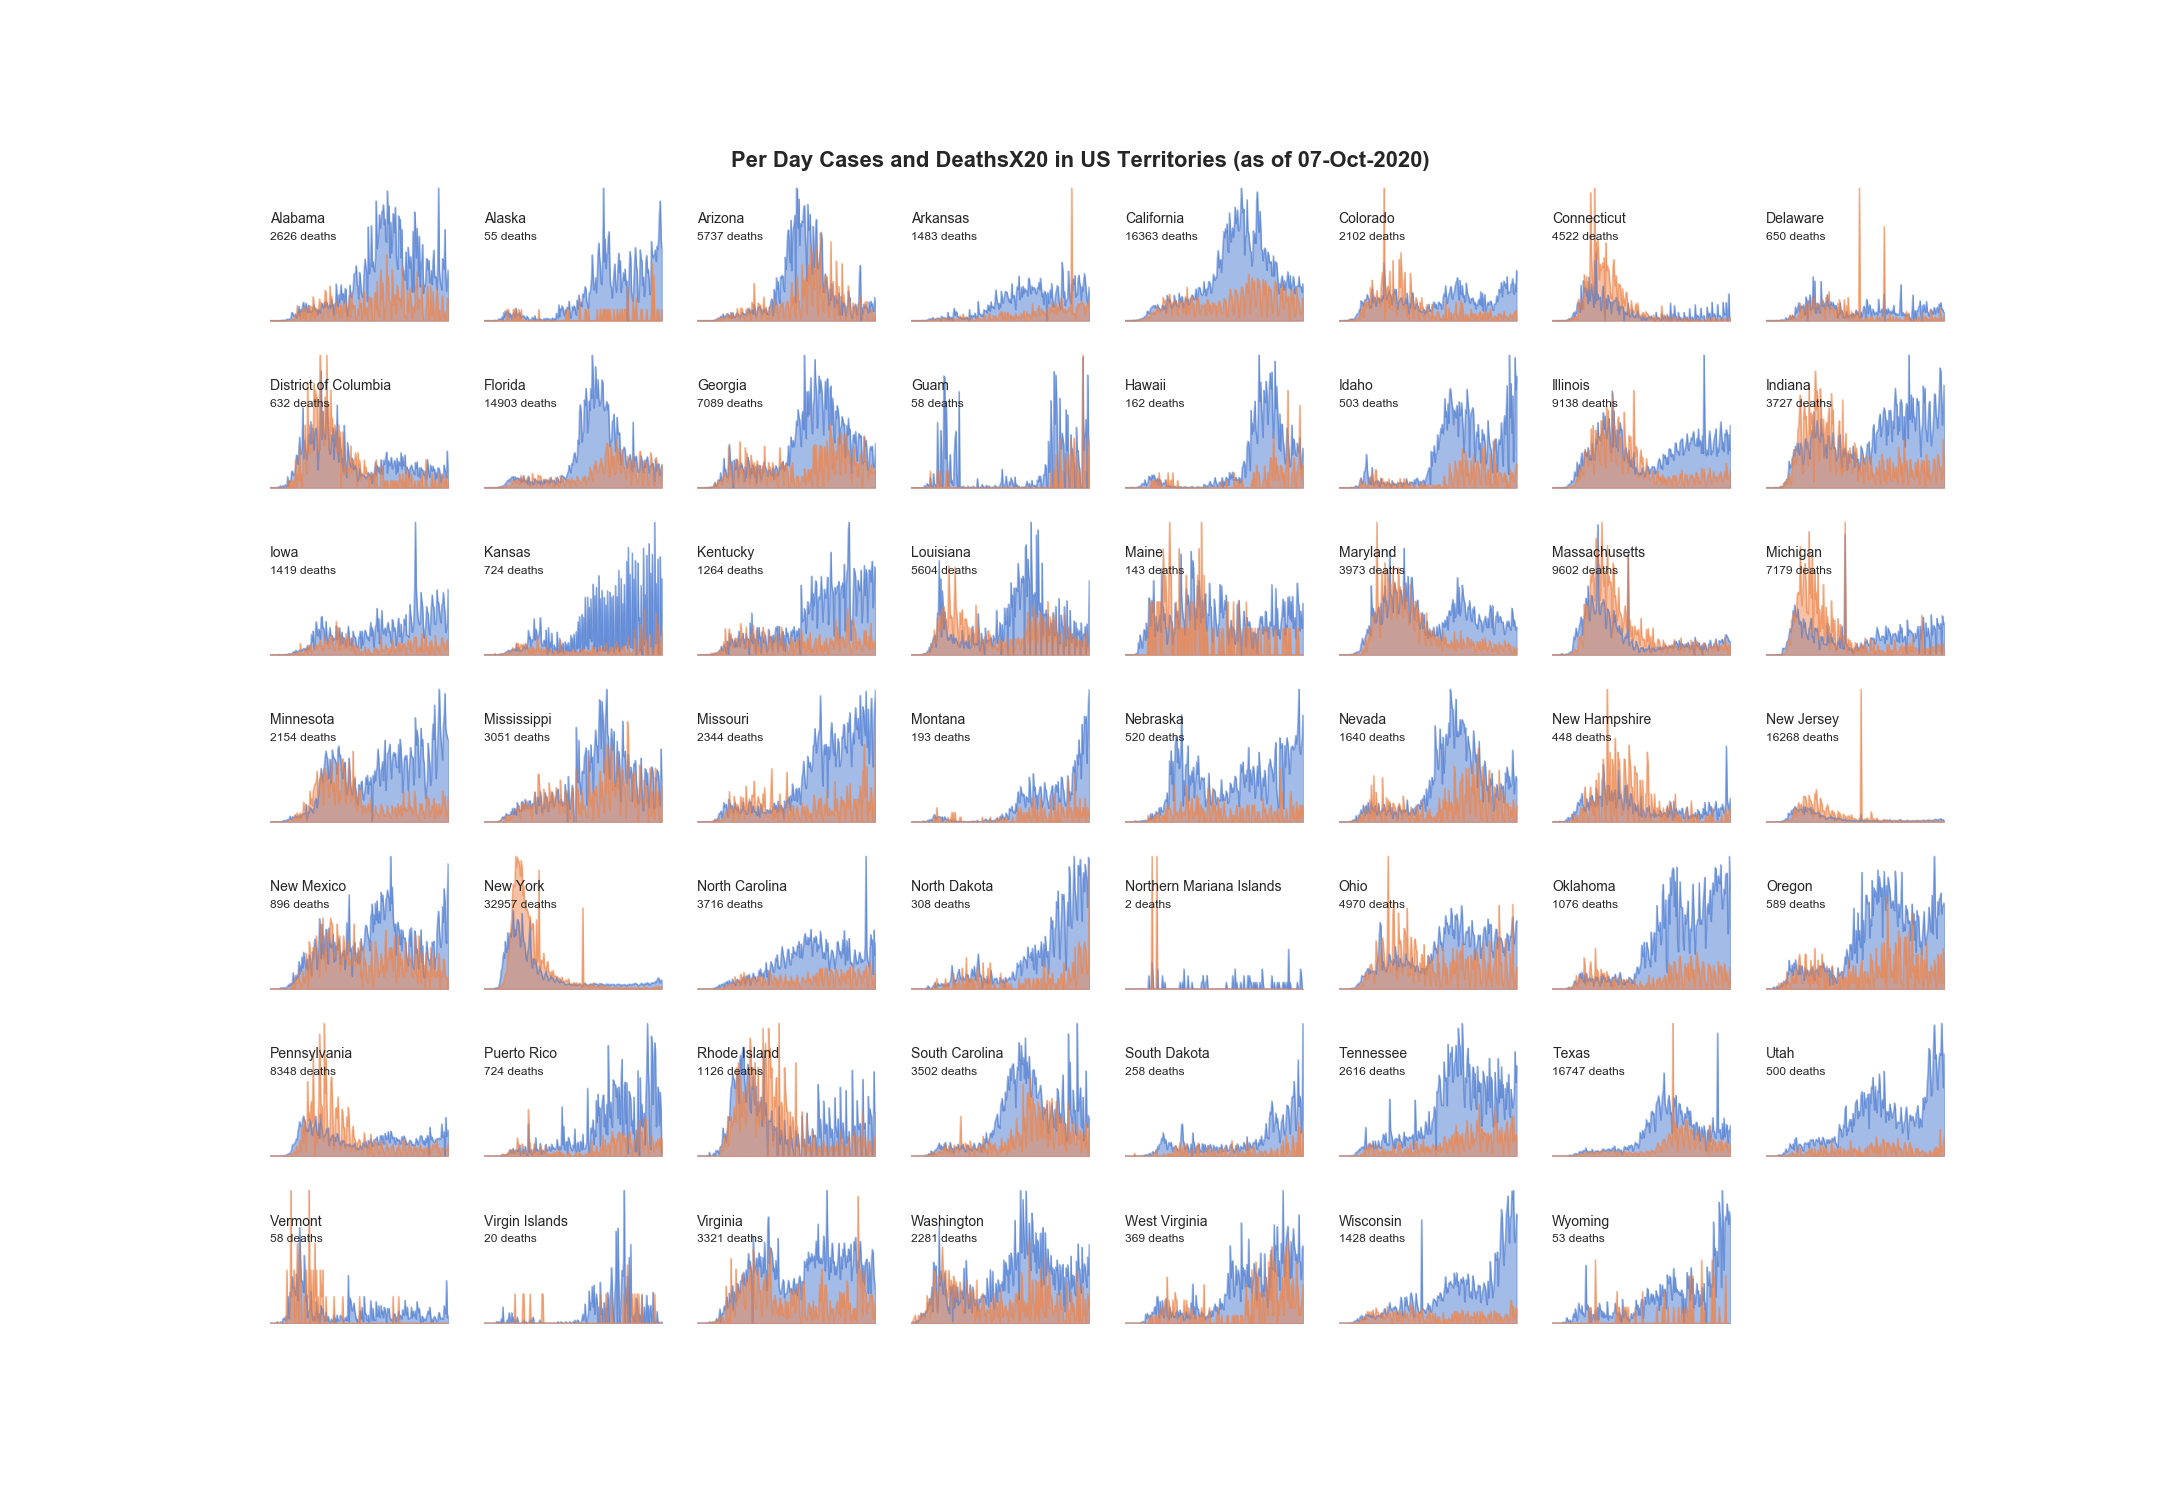 Per Day Cases and DeathsX20 in US Territories (as of 07-Oct-2020)
Alabama
2626 deaths
Alaska
55 deaths
Arizona
5737 deaths
Arkansas
1483 deaths
California
16363 deaths
Colorado
2102 deaths
Connecticut
4522 deaths
Delaware
650 deaths
District of Columbia
632 deaths
Florida
14903 deaths
Georgia
7089 deaths
Guam
58 deaths
Hawaii
162 deaths
Idaho
503 deaths
Illinois
9138 deaths
Indiana
3727 deaths
Iowa
1419 deaths
Kansas
724 deaths
Kentucky
1264 deaths
Louisiana
5604 deaths
Maine
143 deaths
Maryland
3973 deaths
Massachusetts
9602 deaths
Michigan
7179 deaths
Minnesota
2154 deaths
Mississippi
3051 deaths
Missouri
2344 deaths
Montana
193 deaths
Nebraska
520 deaths
Nevada
1640 deaths
New Hampshire
448 deaths
New Jersey
16268 deaths
New Mexico
896 deaths
New York
32957 deaths
North Carolina
3716 deaths
North Dakota
308 deaths
Northern Mariana Islands
2 deaths
Ohio
4970 deaths
Oklahoma
1076 deaths
Oregon
589 deaths
Pennsylvania
8348 deaths
Puerto Rico
724 deaths
Rhode Island
1126 deaths
South Carolina
3502 deaths
South Dakota
258 deaths
Tennessee
2616 deaths
Texas
16747 deaths
Utah
500 deaths
Vermont
58 deaths
Virgin Islands
20 deaths
Virginia
3321 deaths
Washington
2281 deaths
West Virginia
369 deaths
Wisconsin
1428 deaths
Wyoming
53 deaths